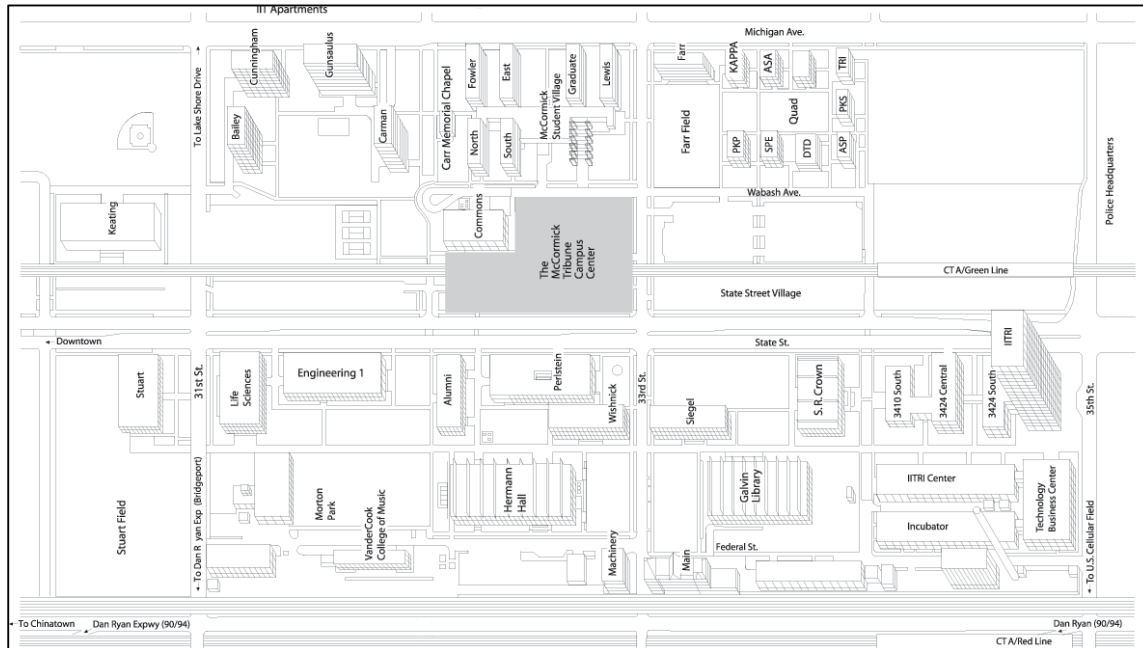 IIT Apartments
Michigan Ave.
To Lake Shore Drive →
Cunningham
Gunsaulus
Bailey
Carman
Carr Memorial Chapel
Fowler
East
North
South
McCormick
Student Village
Graduate
Lewis
Farr
Farr Field
KAPPA
ASA
TRI
Quad
PKS
PKP
SPE
DTD
ASP
Wabash Ave.
Police Headquarters
Keating
Commons
The
McCormick
Tribune
Campus
Center
CTA/Green Line
State Street Village
← Downtown
State St.
IITRI
Stuart
31st St.
Life
Sciences
Engineering 1
Alumni
Perlstein
Wishnick
33rd St.
Siegel
S. R. Crown
3410 South
3424 Central
3424 South
35th St.
Stuart Field
← To Dan Ryan Exp (Bridgeport)
Morton
Park
VanderCook
College of Music
Hermann
Hall
Machinery
Galvin
Library
Main
Federal St.
IITRI Center
Incubator
Technology
Business Center
← To U.S. Cellular Field
← To Chinatown
← Dan Ryan Expwy (90/94)
← Dan Ryan (90/94)
CTA/Red Line